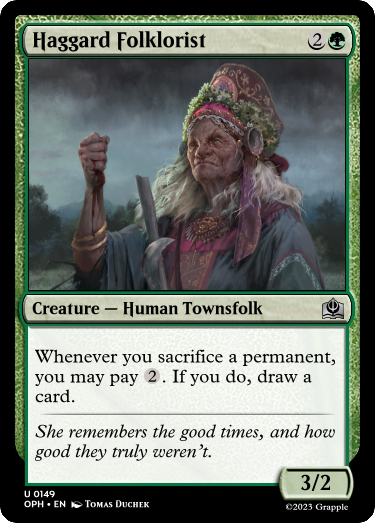 Haggard Folklorist 2
Creature — Human Townsfolk
Whenever you sacrifice a permanent,
you may pay 2. If you do, draw a
card.
She remembers the good times, and how
good they truly weren't.
3/2
U 0149
OPH • EN Tomas Duchek
©2023 Grapple